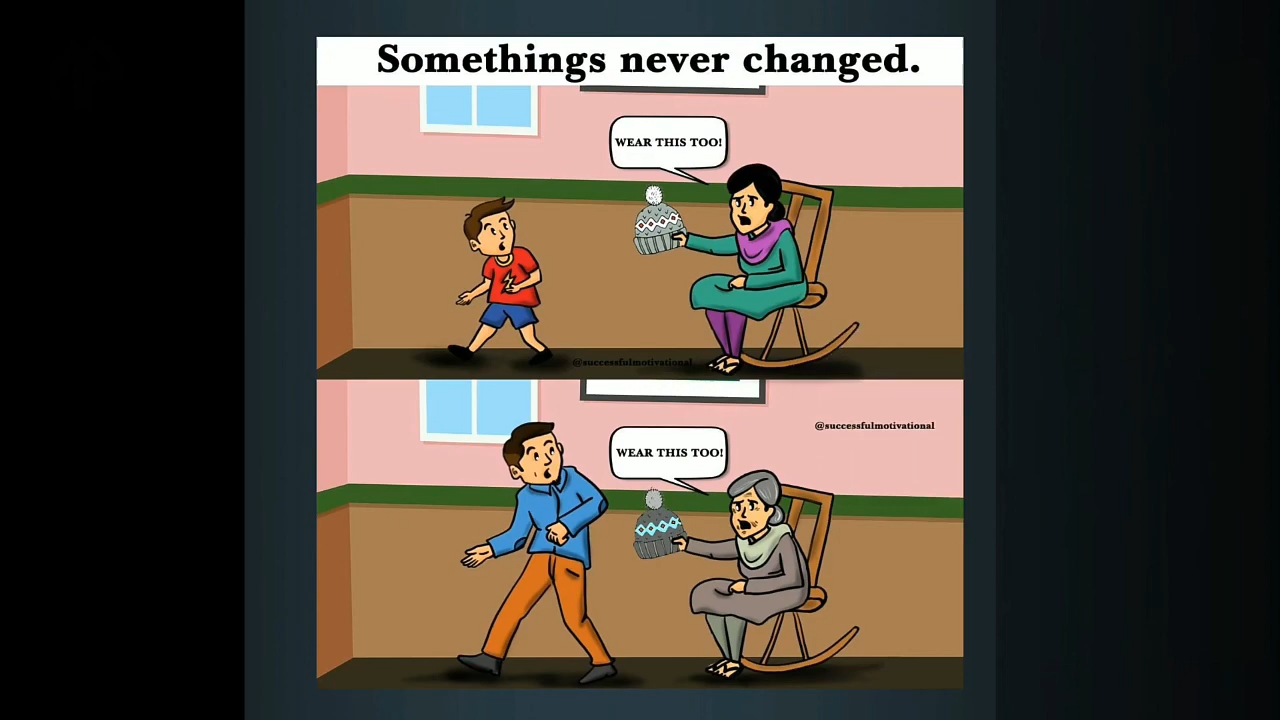 Somethings never changed.
WEAR THIS TOO!
@successfulmotivational
@successfulmotivational
WEAR THIS TOO!